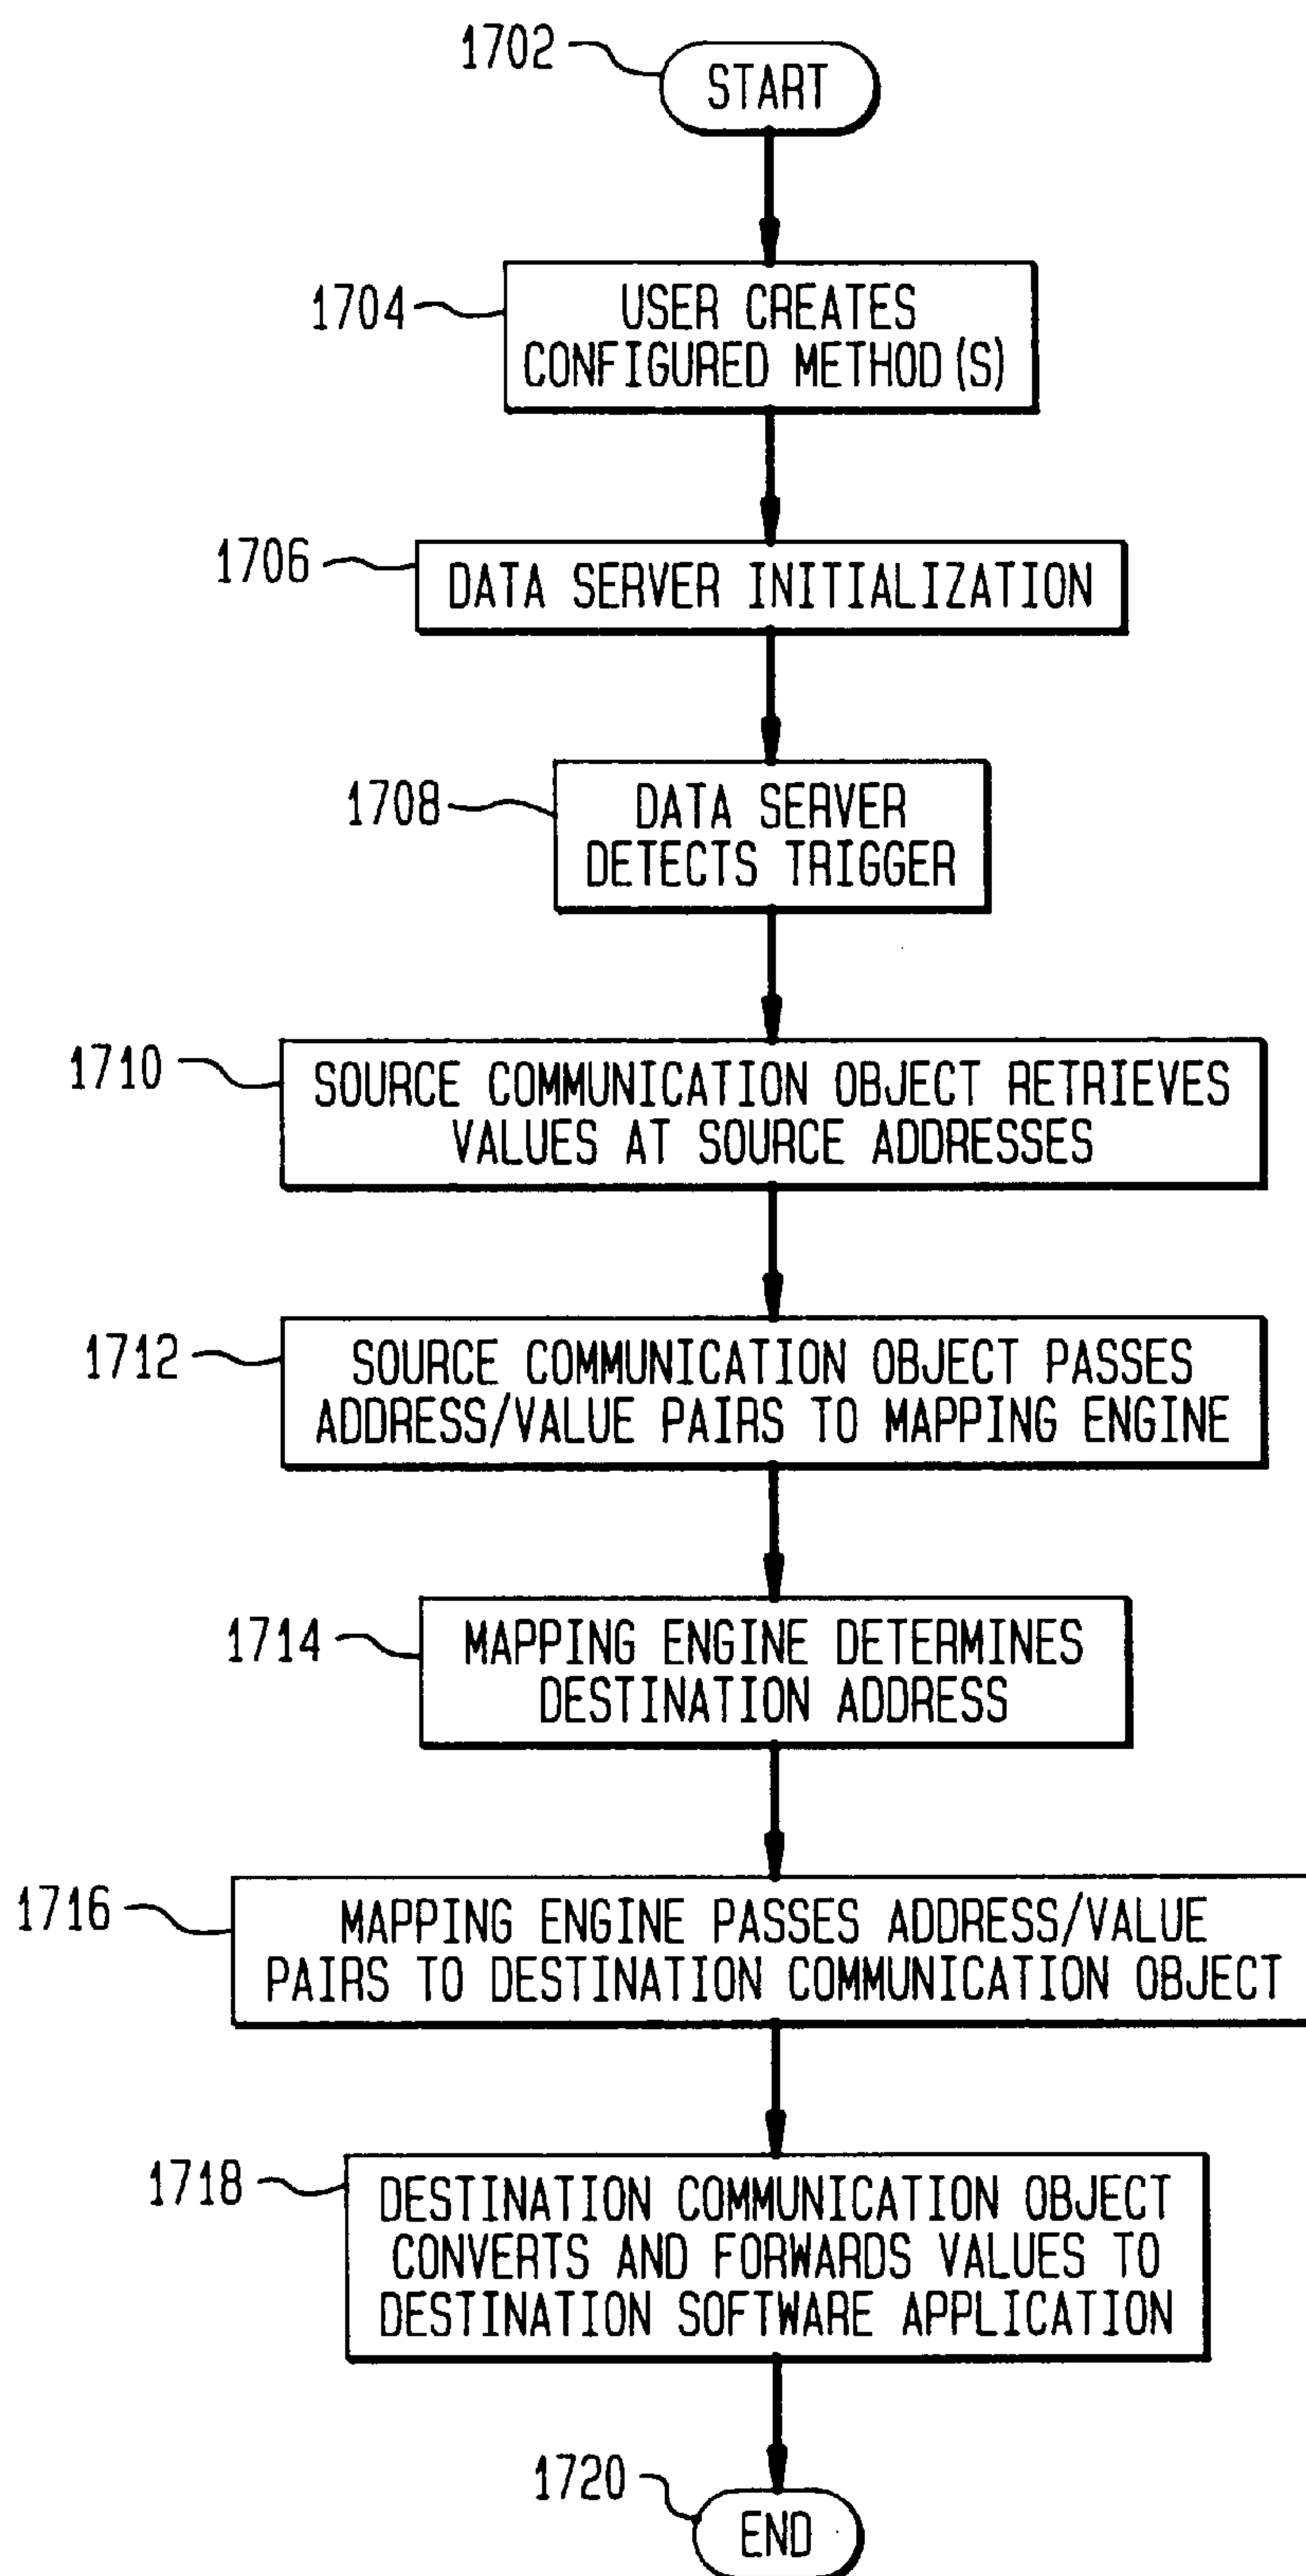 1702
START
1704
USER CREATES
CONFIGURED METHOD(S)
1706
DATA SERVER INITIALIZATION
1708
DATA SERVER
DETECTS TRIGGER
1710
SOURCE COMMUNICATION OBJECT RETRIEVES
VALUES AT SOURCE ADDRESSES
1712
SOURCE COMMUNICATION OBJECT PASSES
ADDRESS/VALUE PAIRS TO MAPPING ENGINE
1714
MAPPING ENGINE DETERMINES
DESTINATION ADDRESS
1716
MAPPING ENGINE PASSES ADDRESS/VALUE
PAIRS TO DESTINATION COMMUNICATION OBJECT
1718
DESTINATION COMMUNICATION OBJECT
CONVERTS AND FORWARDS VALUES TO
DESTINATION SOFTWARE APPLICATION
1720
END